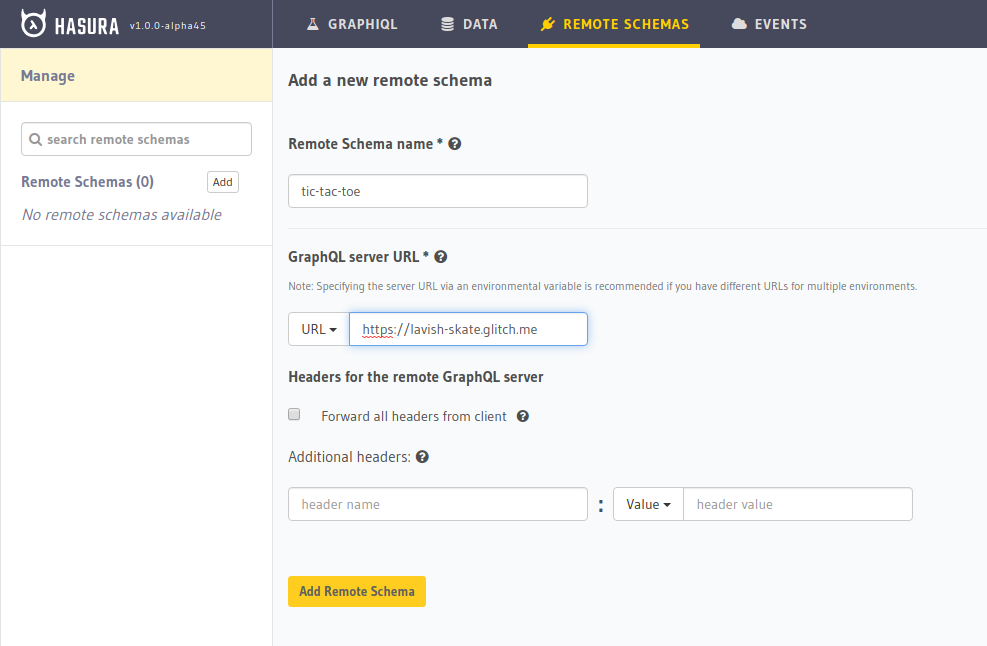 HASURA v1.0.0-alpha45 GRAPHIQL DATA REMOTE SCHEMAS EVENTS
Manage
search remote schemas
Remote Schemas (0) Add
No remote schemas available
Add a new remote schema
Remote Schema name *
tic-tac-toe
GraphQL server URL *
Note: Specifying the server URL via an environmental variable is recommended if you have different URLs for multiple environments.
URL https://lavish-skate.glitch.me
Headers for the remote GraphQL server
Forward all headers from client
Additional headers:
header name : Value header value
Add Remote Schema